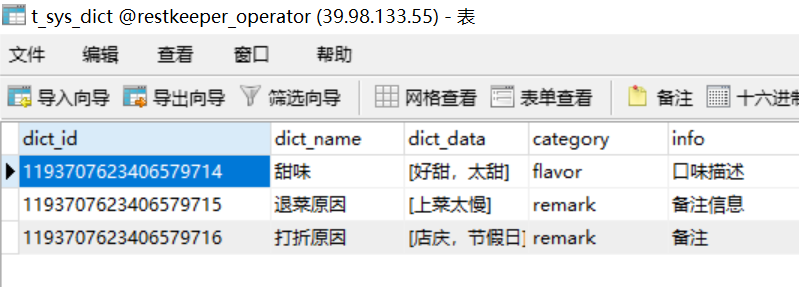 t_sys_dict @restkeeper_operator (39.98.133.55) - 表
文件 编辑 查看 窗口 帮助
导入向导 导出向导 筛选向导 网格查看 表单查看 备注 十六进制
dict_id dict_name dict_data category info
1193707623406579714 甜味 [好甜，太甜] flavor 口味描述
1193707623406579715 退菜原因 [上菜太慢] remark 备注信息
1193707623406579716 打折原因 [店庆，节假日] remark 备注